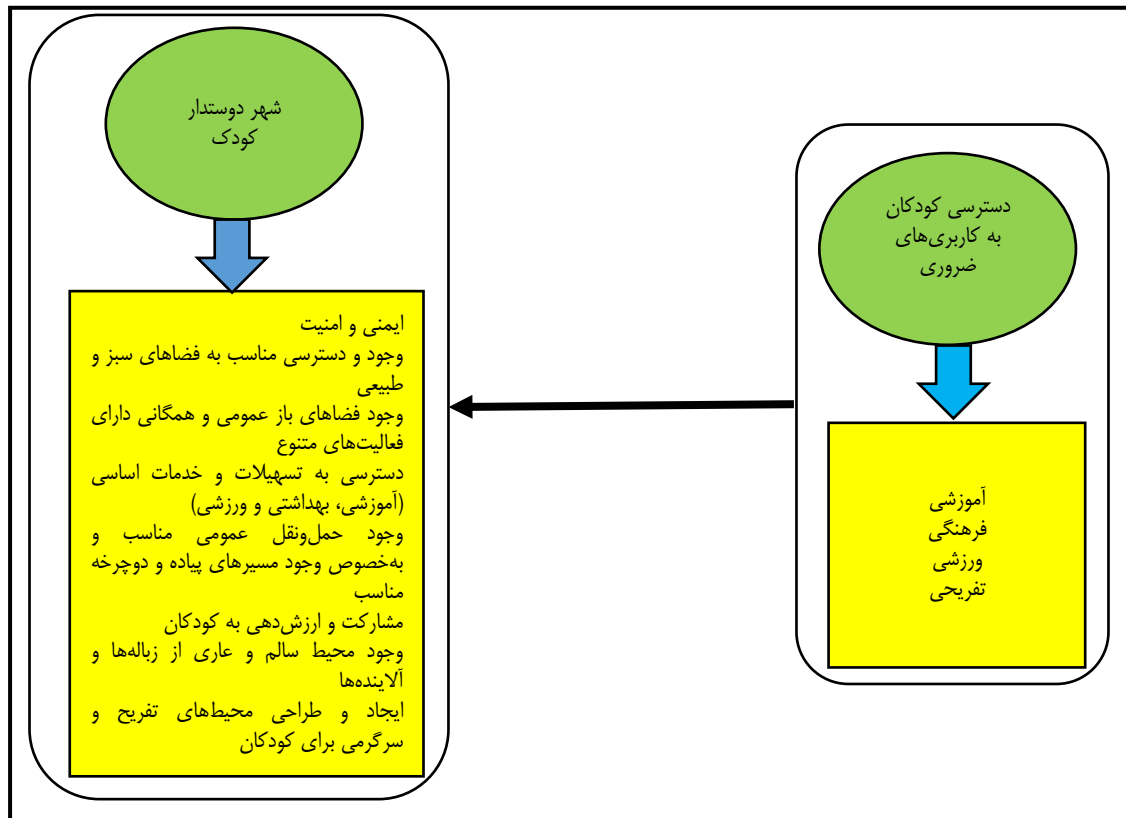 دسترسی کودکان
به کاربری‌های
ضروری
آموزشی
فرهنگی
ورزشی
تفریحی
شهر دوستدار
کودک
ایمنی و امنیت
وجود و دسترسی مناسب به فضاهای سبز و
طبیعی
وجود فضاهای باز عمومی و همگانی دارای
فعالیت‌های متنوع
دسترسی به تسهیلات و خدمات اساسی
(آموزشی، بهداشتی و ورزشی)
وجود حمل‌ونقل عمومی مناسب و
به‌خصوص وجود مسیرهای پیاده و دوچرخه
مناسب
مشارکت و ارزش‌دهی به کودکان
وجود محیط سالم و عاری از زباله‌ها و
آلاینده‌ها
ایجاد و طراحی محیط‌های تفریح و
سرگرمی برای کودکان